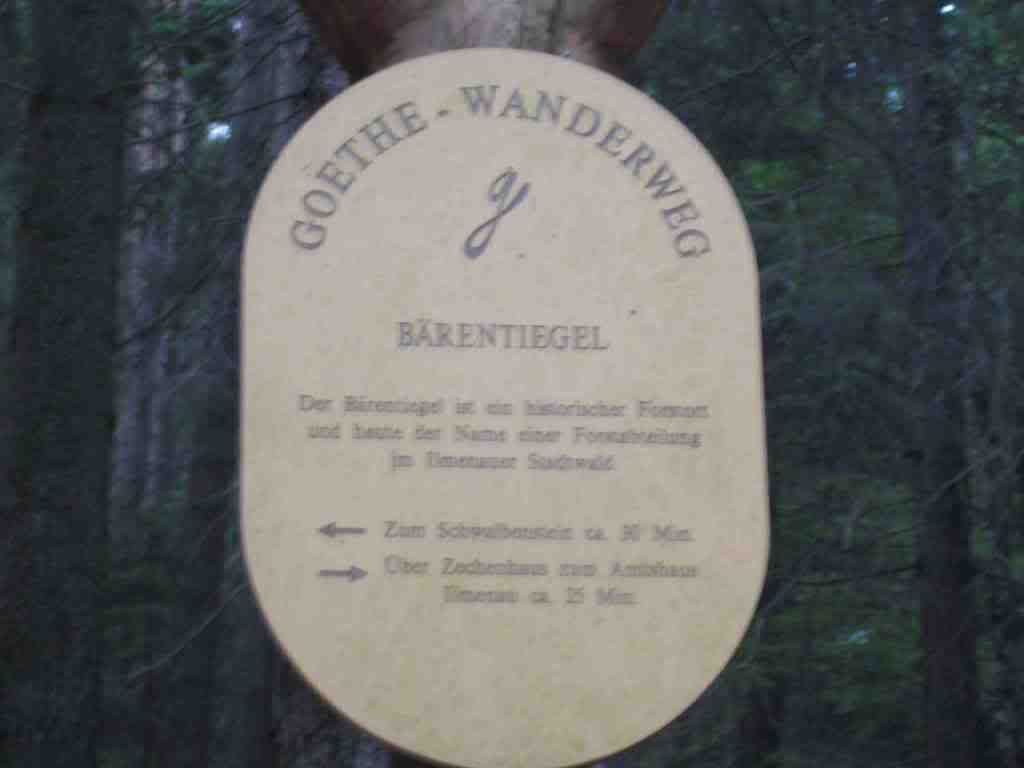 GOETHE - WANDERWEG
g
BÄRENTIEGEL
Der Bärentiegel ist ein historischer Forstort
und heute der Name einer Forstabteilung
im Ilmenauer Stadtwald
← Zum Schwalbenstein ca. 30 Min.
→ Über Zechenhaus zum Amtshaus
Ilmenau ca. 25 Min.